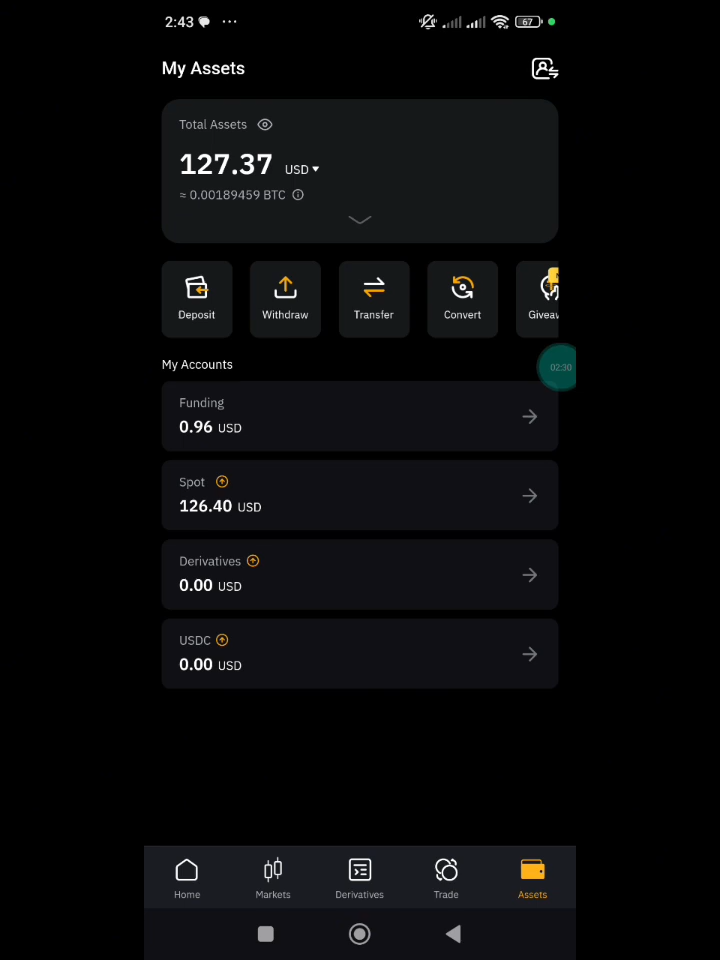 2:43 ... 67
My Assets
Total Assets
127.37 USD
≈ 0.00189459 BTC
Deposit Withdraw Transfer Convert Giveav
My Accounts
02:30
Funding
0.96 USD
Spot
126.40 USD
Derivatives
0.00 USD
USDC
0.00 USD
Home Markets Derivatives Trade Assets